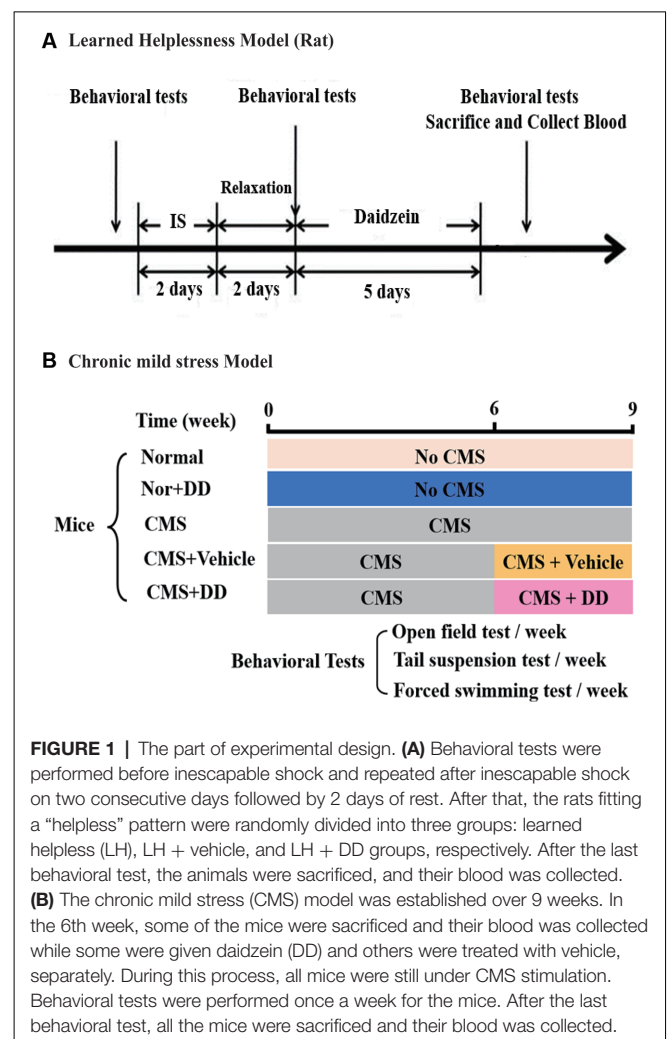 A Learned Helplessness Model (Rat)
Behavioral tests
Behavioral tests
Behavioral tests
Sacrifice and Collect Blood
Relaxation
IS
Daidzein
2 days
2 days
5 days
B Chronic mild stress Model
Time (week)
0
6
9
Normal
No CMS
Nor+DD
No CMS
Mice
CMS
CMS
CMS+Vehicle
CMS
CMS + Vehicle
CMS+DD
CMS
CMS + DD
Behavioral Tests
Open field test / week
Tail suspension test / week
Forced swimming test / week
FIGURE 1 | The part of experimental design. (A) Behavioral tests were
performed before inescapable shock and repeated after inescapable shock
on two consecutive days followed by 2 days of rest. After that, the rats fitting
a “helpless” pattern were randomly divided into three groups: learned
helpless (LH), LH + vehicle, and LH + DD groups, respectively. After the last
behavioral test, the animals were sacrificed, and their blood was collected.
(B) The chronic mild stress (CMS) model was established over 9 weeks. In
the 6th week, some of the mice were sacrificed and their blood was collected
while some were given daidzein (DD) and others were treated with vehicle,
separately. During this process, all mice were still under CMS stimulation.
Behavioral tests were performed once a week for the mice. After the last
behavioral test, all the mice were sacrificed and their blood was collected.